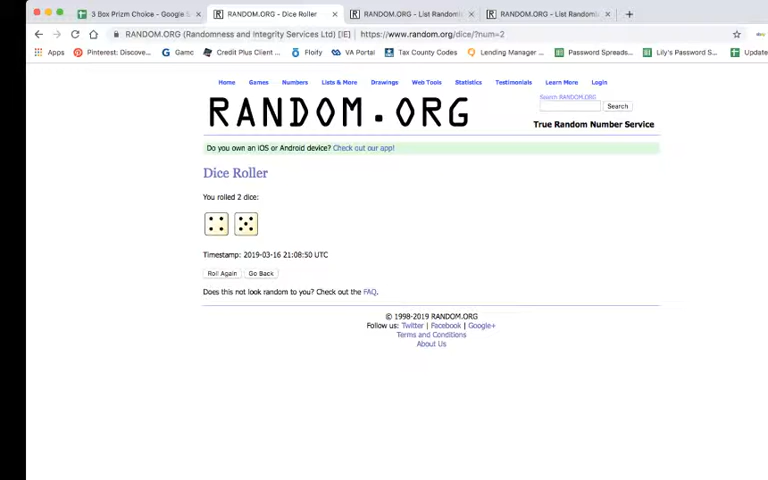 3 Box Prizm Choice - Google S
RANDOM.ORG - Dice Roller
RANDOM.ORG - List Randomi
RANDOM.ORG - List Randomi
RANDOM.ORG (Randomness and Integrity Services Ltd) [IE] | https://www.random.org/dice/?num=2
Apps Pinterest: Discove... Game Credit Plus Client ... Floify VA Portal Tax County Codes Lending Manager ... Password Spreads... Lily's Password S... Update
Home Games Numbers Lists & More Drawings Web Tools Statistics Testimonials Learn More Login
RANDOM.ORG
Search RANDOM.ORG
Search
True Random Number Service
Do you own an iOS or Android device? Check out our app!
Dice Roller
You rolled 2 dice:
Timestamp: 2019-03-16 21:08:50 UTC
Roll Again Go Back
Does this not look random to you? Check out the FAQ.
© 1998-2019 RANDOM.ORG
Follow us: Twitter | Facebook | Google+
Terms and Conditions
About Us